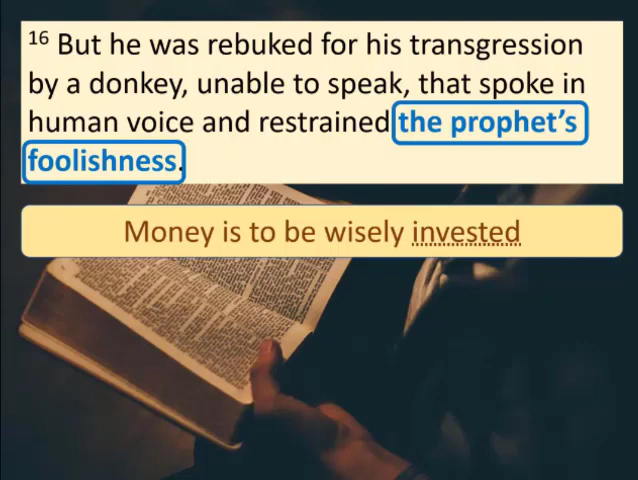 16 But he was rebuked for his transgression
by a donkey, unable to speak, that spoke in
human voice and restrained the prophet's
foolishness.
Money is to be wisely invested